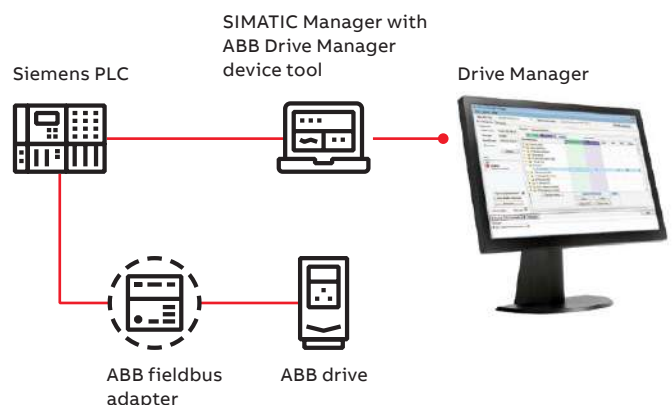 SIMATIC Manager with
ABB Drive Manager
device tool
Siemens PLC
Drive Manager
ABB fieldbus
adapter
ABB drive